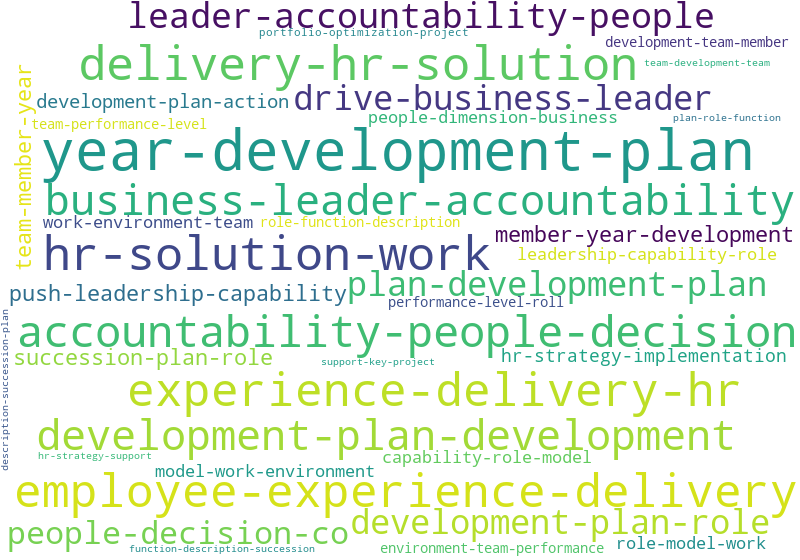 leader-accountability-people
portfolio-optimization-project
development-team-member
delivery-hr-solution
team-development-team
team-member-year
development-plan-action
drive-business-leader
team-performance-level
people-dimension-business
plan-role-function
year-development-plan
business-leader-accountability
work-environment-team
role-function-description
member-year-development
hr-solution-work
leadership-capability-role
push-leadership-capability
plan-development-plan
performance-level-roll
description-succession-plan
accountability-people-decision
succession-plan-role
support-key-project
hr-strategy-implementation
experience-delivery-hr
development-plan-development
hr-strategy-support
capability-role-model
model-work-environment
employee-experience-delivery
people-decision-co
development-plan-role
function-description-succession
environment-team-performance
role-model-work